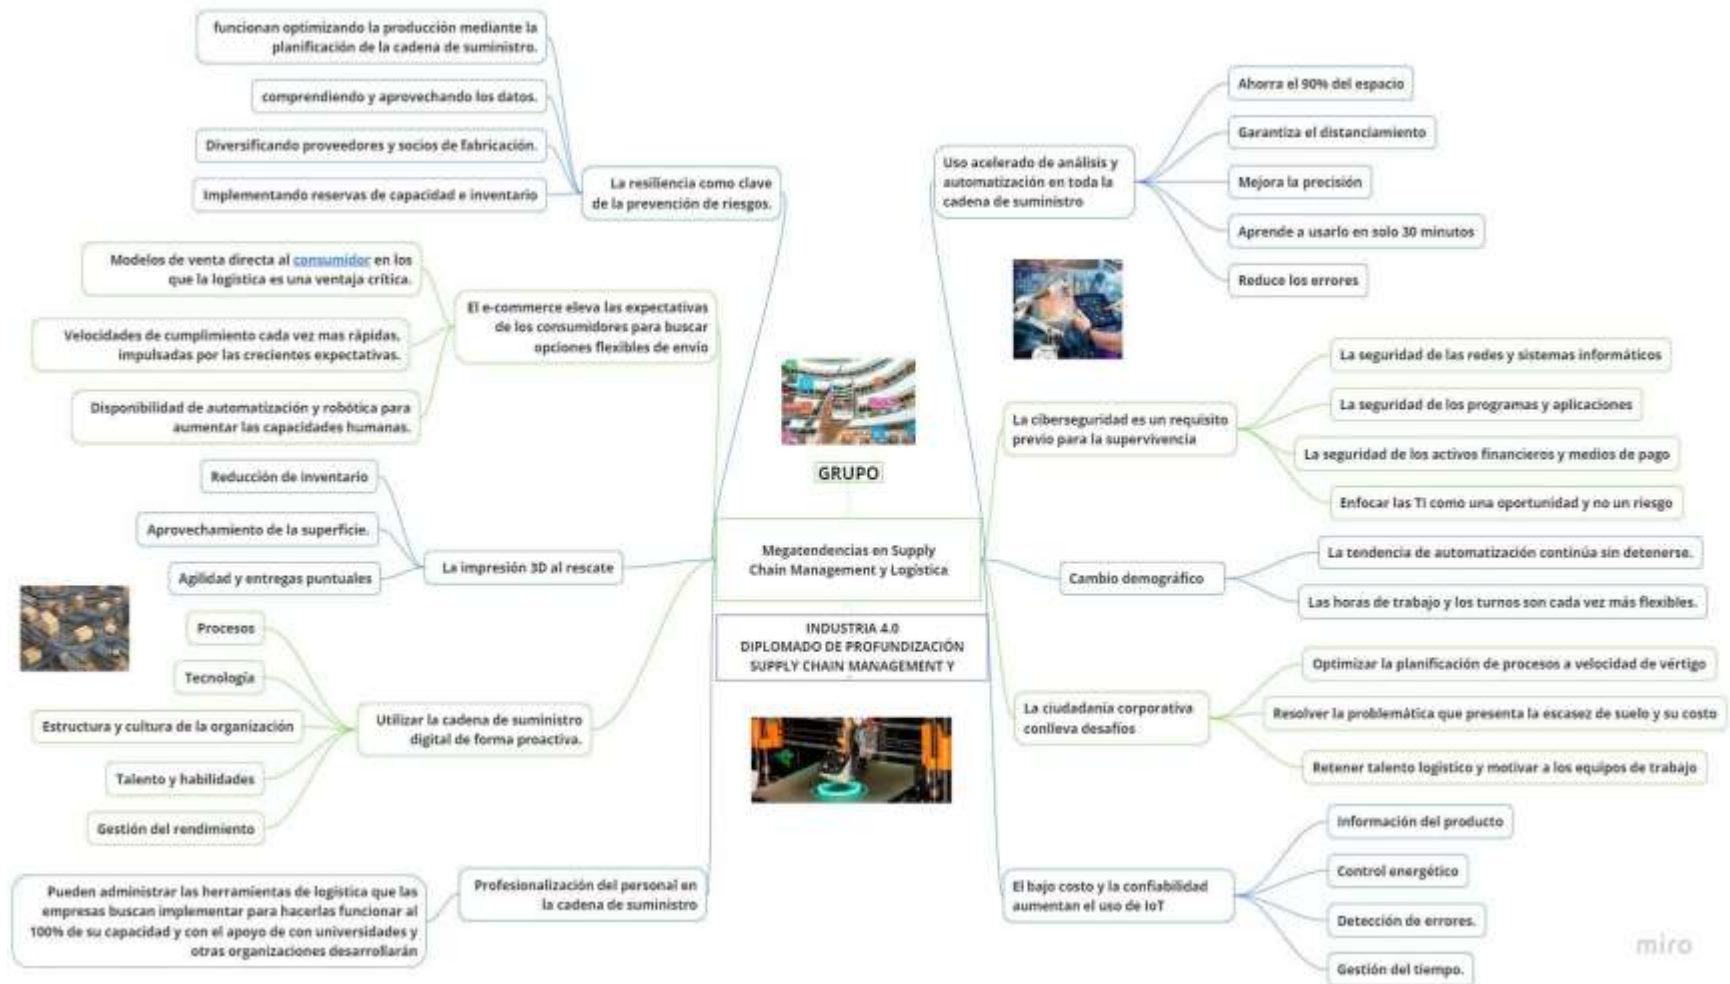 funcionan optimizando la producción mediante la
planificación de la cadena de suministro.
comprendiendo y aprovechando los datos.
Diversificando proveedores y socios de fabricación.
Implementando reservas de capacidad e inventario
La resiliencia como clave
de la prevención de riesgos.
Modelos de venta directa al consumidor en los
que la logística es una ventaja crítica.
Velocidades de cumplimiento cada vez mas rápidas,
impulsadas por las crecientes expectativas.
Disponibilidad de automatización y robótica para
aumentar las capacidades humanas.
El e-commerce eleva las expectativas
de los consumidores para buscar
opciones flexibles de envío
Reducción de inventario
Aprovechamiento de la superficie.
Agilidad y entregas puntuales
La impresión 3D al rescate
Procesos
Tecnología
Estructura y cultura de la organización
Talento y habilidades
Gestión del rendimiento
Utilizar la cadena de suministro
digital de forma proactiva.
Pueden administrar las herramientas de logística que las
empresas buscan implementar para hacerlas funcionar al
100% de su capacidad y con el apoyo de con universidades y
otras organizaciones desarrollarán
Profesionalización del personal en
la cadena de suministro
GRUPO
Megatendencias en Supply
Chain Management y Logística
INDUSTRIA 4.0
DIPLOMADO DE PROFUNDIZACIÓN
SUPPLY CHAIN MANAGEMENT Y
Uso acelerado de análisis y
automatización en toda la
cadena de suministro
Ahorra el 90% del espacio
Garantiza el distanciamiento
Mejora la precisión
Aprende a usarlo en solo 30 minutos
Reduce los errores
La ciberseguridad es un requisito
previo para la supervivencia
La seguridad de las redes y sistemas informáticos
La seguridad de los programas y aplicaciones
La seguridad de los activos financieros y medios de pago
Enfocar las TI como una oportunidad y no un riesgo
Cambio demográfico
La tendencia de automatización continúa sin detenerse.
Las horas de trabajo y los turnos son cada vez más flexibles.
La ciudadanía corporativa
conlleva desafíos
Optimizar la planificación de procesos a velocidad de vértigo
Resolver la problemática que presenta la escasez de suelo y su costo
Retener talento logístico y motivar a los equipos de trabajo
El bajo costo y la confiabilidad
aumentan el uso de IoT
Información del producto
Control energético
Detección de errores.
Gestión del tiempo.
miro